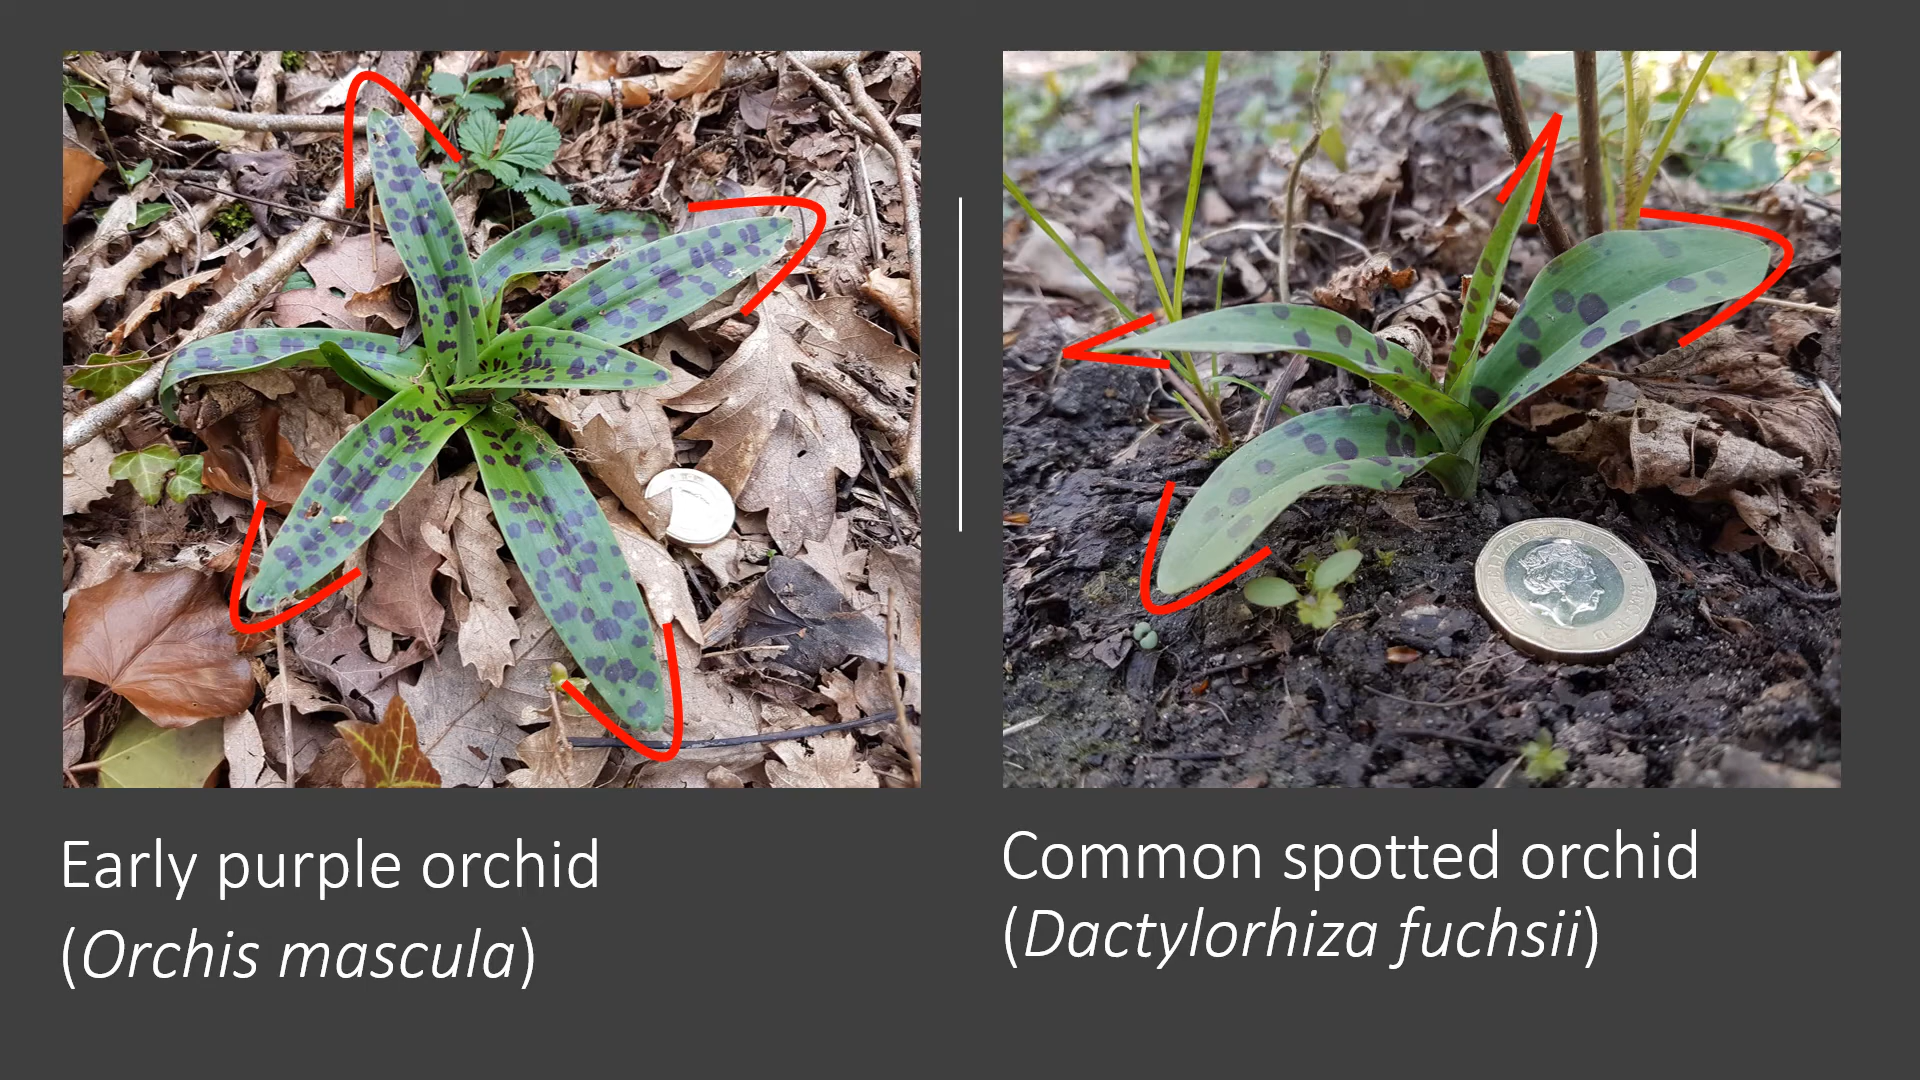 Early purple orchid
(Orchis mascula)
Common spotted orchid
(Dactylorhiza fuchsii)